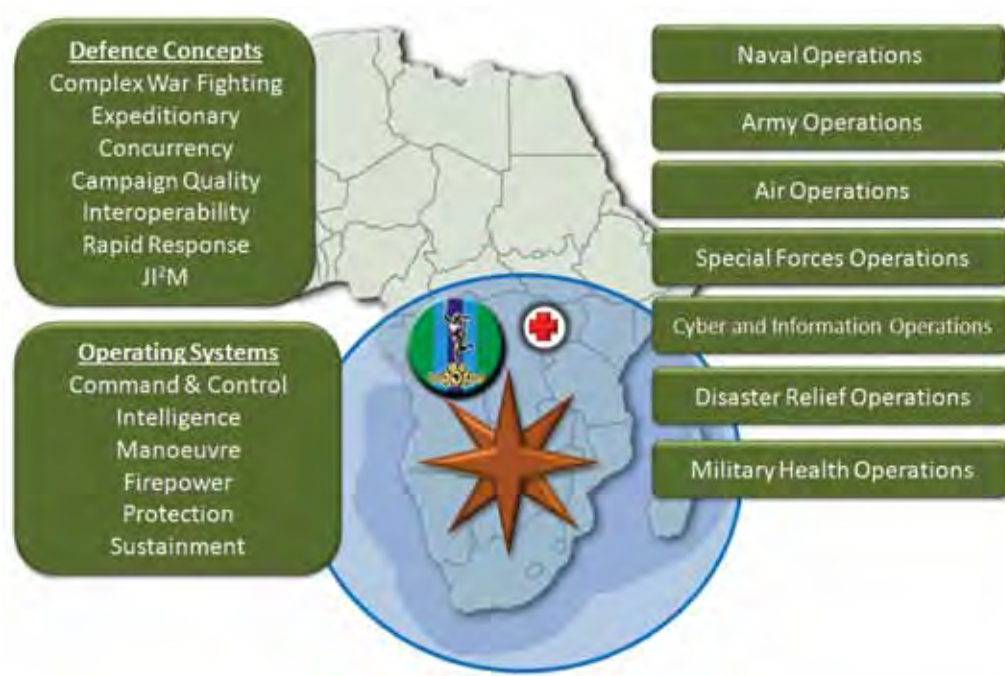 Defence Concepts
Complex War Fighting
Expeditionary
Concurrency
Campaign Quality
Interoperability
Rapid Response
JI²M
Operating Systems
Command & Control
Intelligence
Manoeuvre
Firepower
Protection
Sustainment
Naval Operations
Army Operations
Air Operations
Special Forces Operations
Cyber and Information Operations
Disaster Relief Operations
Military Health Operations